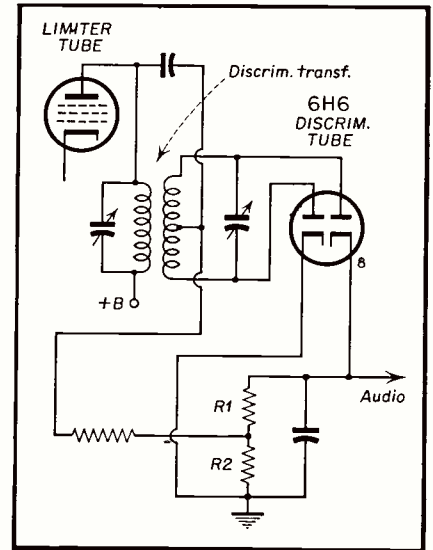 LIMITER
TUBE
Discrim. transf.
6H6
DISCRIM.
TUBE
+B
8
R1
Audio
R2